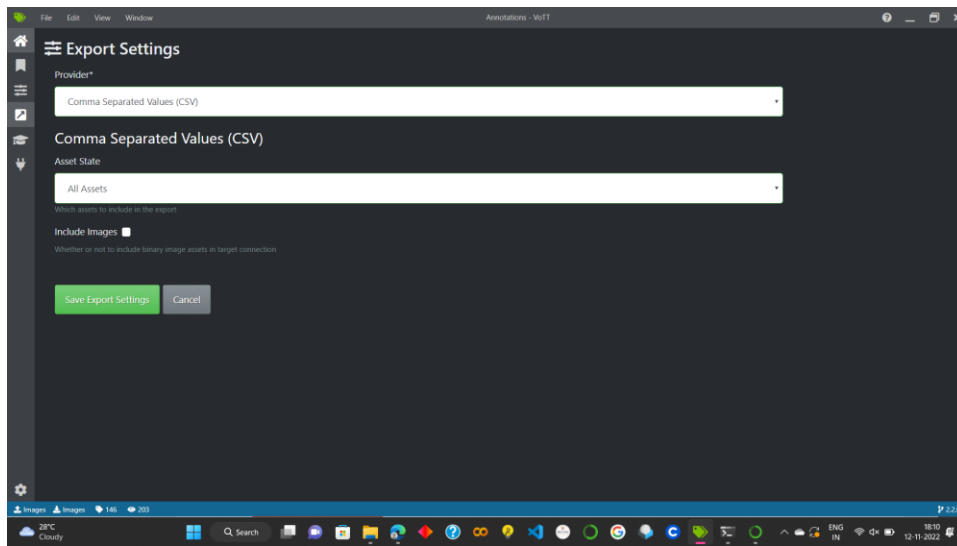 File Edit View Window
Annotations - VoTT
Export Settings
Provider*
Comma Separated Values (CSV)
Comma Separated Values (CSV)
Asset State
All Assets
Which assets to include in the export
Include Images
Whether or not to include binary image assets in target connection
Save Export Settings Cancel
Images Images 146 203
28°C
Cloudy
Search
ENG
IN
18:10
12-11-2022